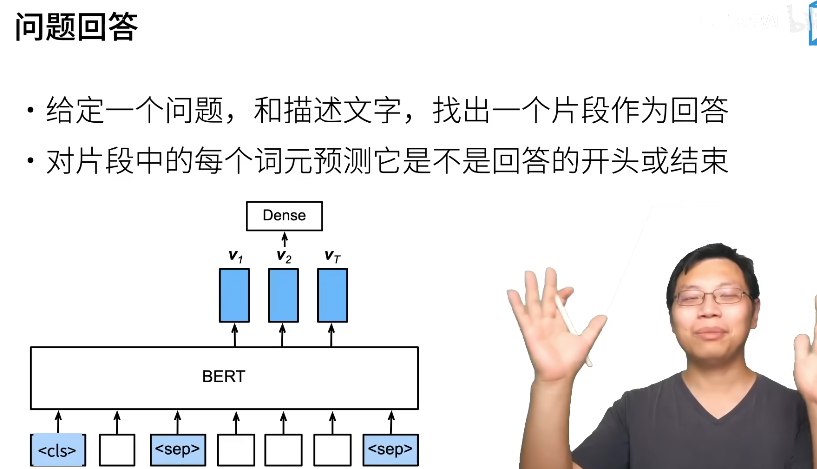 问题回答
• 给定一个问题，和描述文字，找出一个片段作为回答
• 对片段中的每个词元预测它是不是回答的开头或结束
Dense
v1 v2 vT
BERT
<cls> <sep> <sep>